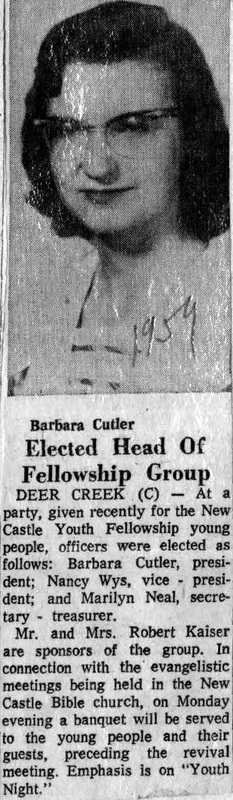 1959
Barbara Cutler
Elected Head Of
Fellowship Group
DEER CREEK (C) — At a
party, given recently for the New
Castle Youth Fellowship young
people, officers were elected as
follows: Barbara Cutler, presi-
dent; Nancy Wys, vice - presi-
dent; and Marilyn Neal, secre-
tary - treasurer.
Mr. and Mrs. Robert Kaiser
are sponsors of the group. In
connection with the evangelistic
meetings being held in the New
Castle Bible church, on Monday
evening a banquet will be served
to the young people and their
guests, preceding the revival
meeting. Emphasis is on "Youth
Night."